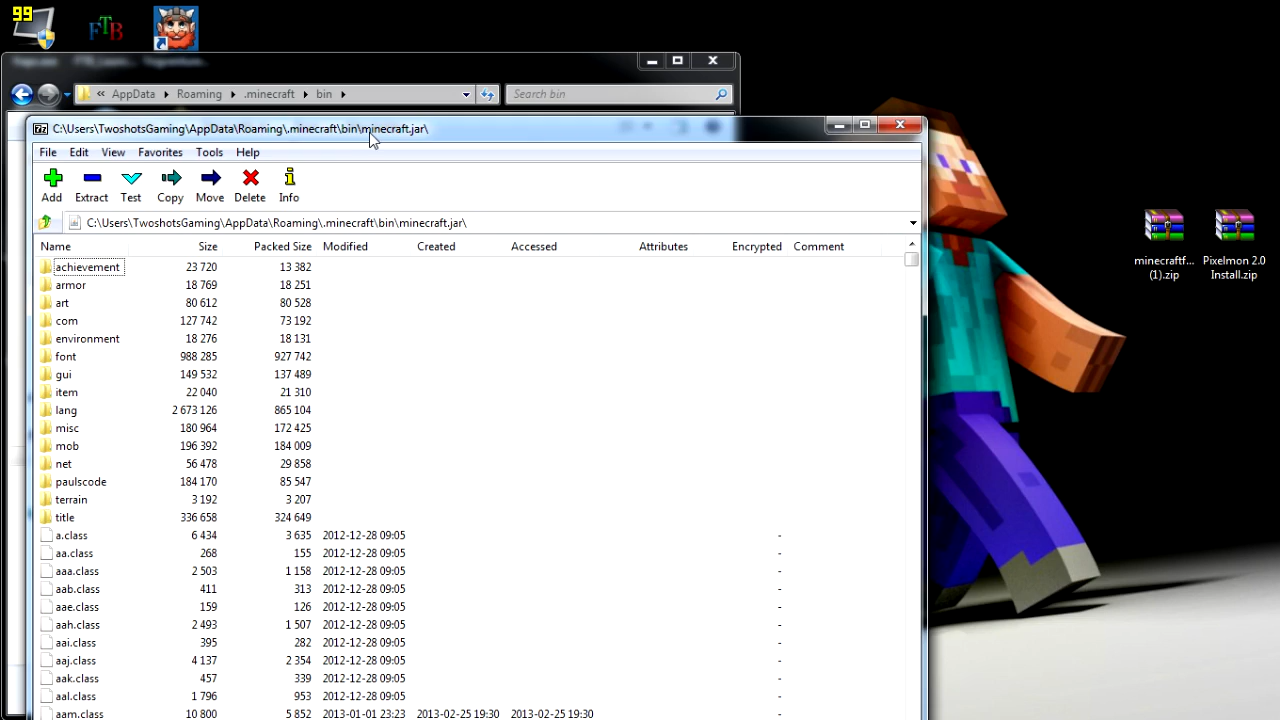 99
FTB
« AppData ▸ Roaming ▸ .minecraft ▸ bin ▸
Search bin
C:\Users\TwoshotsGaming\AppData\Roaming\.minecraft\bin\minecraft.jar\
File Edit View Favorites Tools Help
Add Extract Test Copy Move Delete Info
C:\Users\TwoshotsGaming\AppData\Roaming\.minecraft\bin\minecraft.jar\
Name Size Packed Size Modified Created Accessed Attributes Encrypted Comment
achievement 23 720 13 382
armor 18 769 18 251
art 80 612 80 528
com 127 742 73 192
environment 18 276 18 131
font 988 285 927 742
gui 149 532 137 489
item 22 040 21 310
lang 2 673 126 865 104
misc 180 964 172 425
mob 196 392 184 009
net 56 478 29 858
paulscode 184 170 85 547
terrain 3 192 3 207
title 336 658 324 649
a.class 6 434 3 635 2012-12-28 09:05 -
aa.class 268 155 2012-12-28 09:05 -
aaa.class 2 503 1 158 2012-12-28 09:05 -
aab.class 411 313 2012-12-28 09:05 -
aae.class 159 126 2012-12-28 09:05 -
aah.class 2 493 1 507 2012-12-28 09:05 -
aai.class 395 282 2012-12-28 09:05 -
aaj.class 4 137 2 354 2012-12-28 09:05 -
aak.class 457 339 2012-12-28 09:05 -
aal.class 1 796 953 2012-12-28 09:05 -
aam.class 10 800 5 852 2013-01-01 23:23 2013-02-25 19:30 2013-02-25 19:30 -
minecraftf...
(1).zip
Pixelmon 2.0
Install.zip